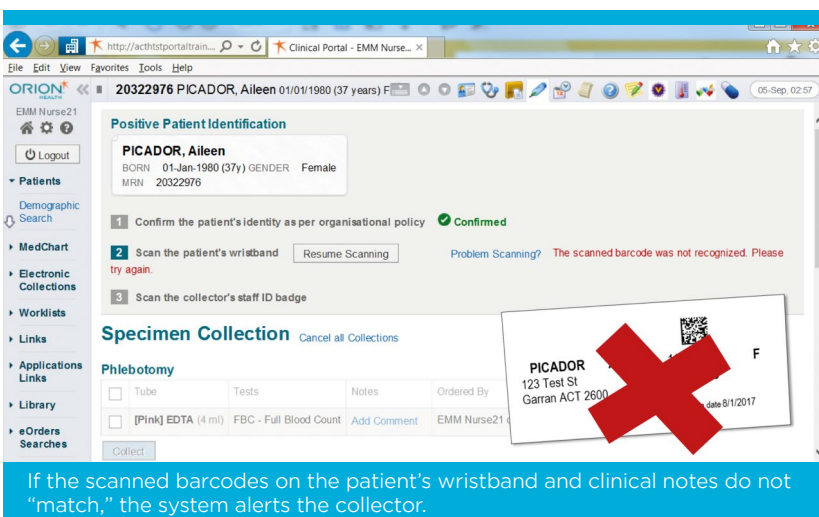 http://acthtstportaltrain...
Clinical Portal - EMM Nurse...
File Edit View Favorites Tools Help
ORION HEALTH
20322976 PICADOR, Aileen 01/01/1980 (37 years) F
05-Sep, 02:57
EMM Nurse21
Logout
Patients
Demographic
Search
MedChart
Electronic
Collections
Worklists
Links
Applications
Links
Library
eOrders
Searches
Positive Patient Identification
PICADOR, Aileen
BORN 01-Jan-1980 (37y) GENDER Female
MRN 20322976
1 Confirm the patient's identity as per organisational policy Confirmed
2 Scan the patient's wristband Resume Scanning Problem Scanning? The scanned barcode was not recognized. Please
try again.
3 Scan the collector's staff ID badge
Specimen Collection Cancel all Collections
Phlebotomy
Tube Tests Notes Ordered By
[Pink] EDTA (4 ml) FBC - Full Blood Count Add Comment EMM Nurse21
Collect
PICADOR F
123 Test St
Garran ACT 2600
date 8/1/2017
If the scanned barcodes on the patient's wristband and clinical notes do not
"match," the system alerts the collector.